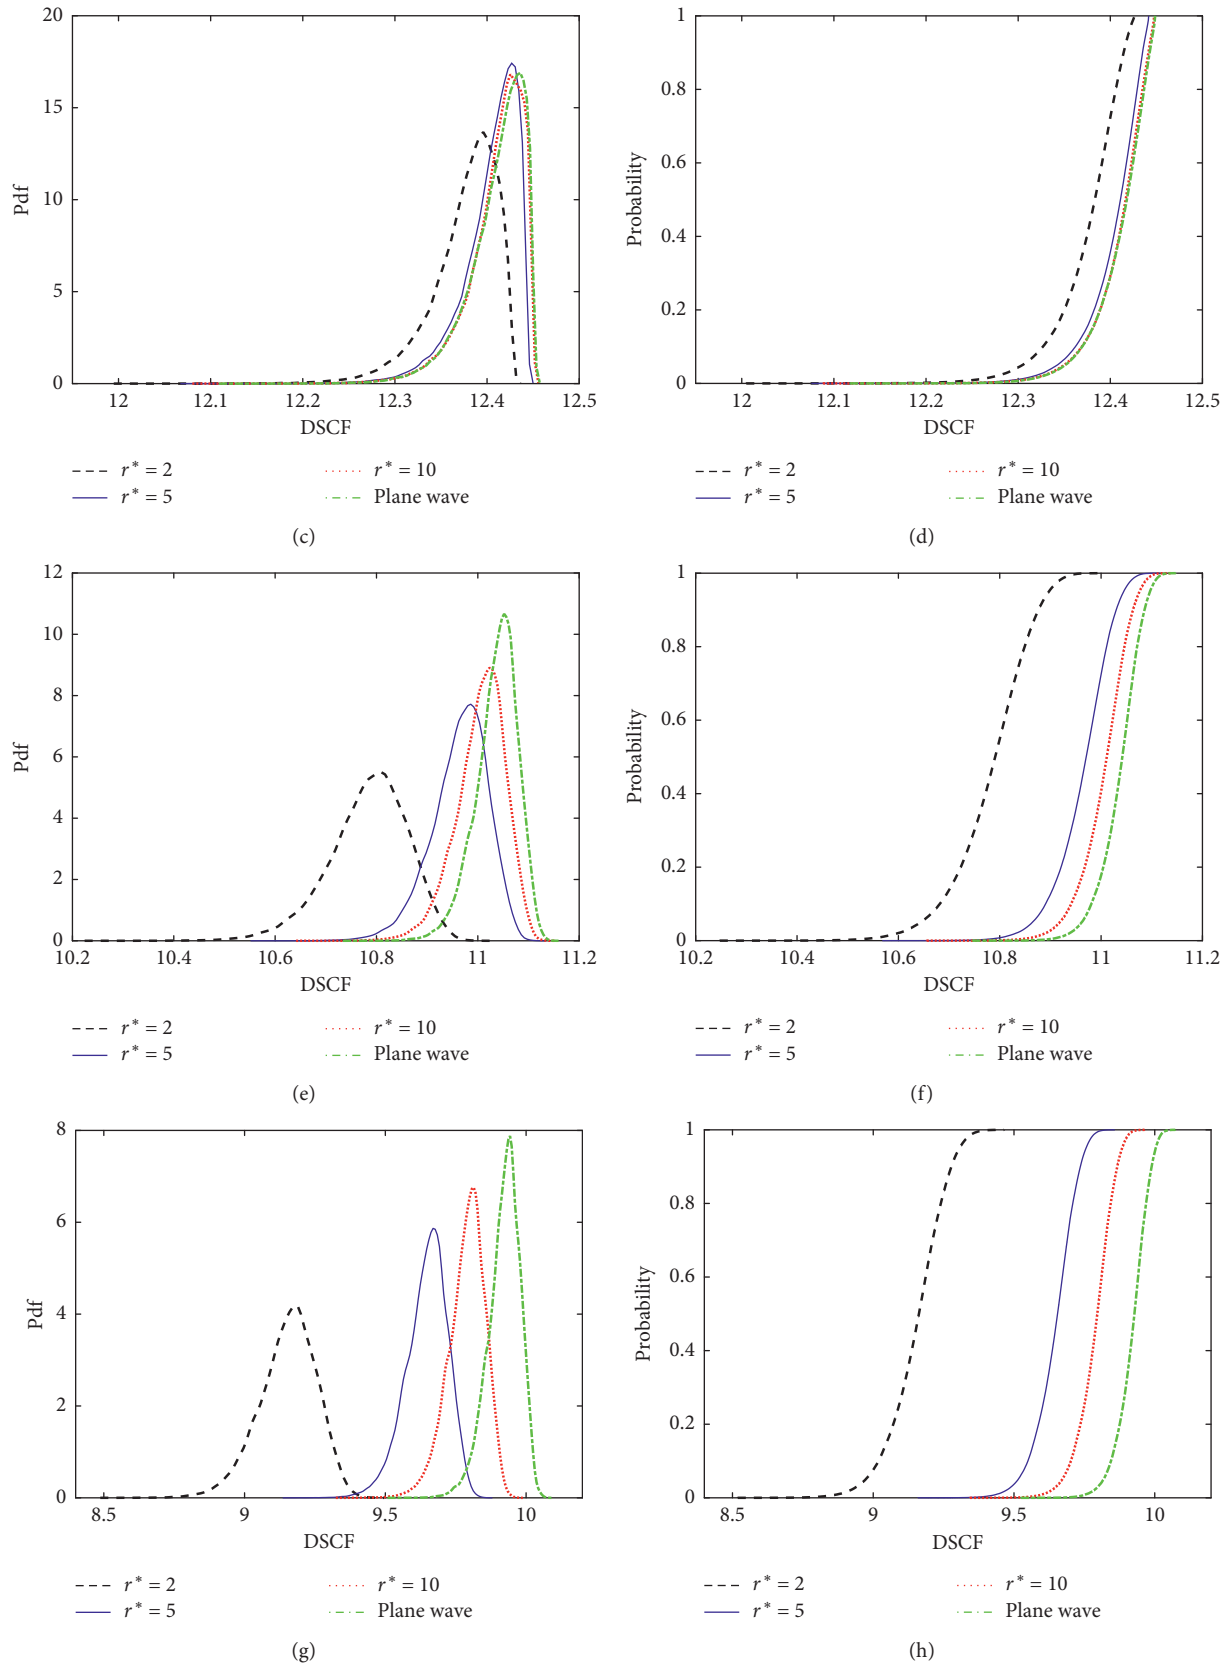 20
15
10
5
0
Pdf
12
12.1
12.2
12.3
12.4
12.5
DSCF
r* = 2
r* = 5
r* = 10
Plane wave
(c)
1
0.8
0.6
0.4
0.2
0
Probability
12
12.1
12.2
12.3
12.4
12.5
DSCF
r* = 2
r* = 5
r* = 10
Plane wave
(d)
12
10
8
6
4
2
0
Pdf
10.2
10.4
10.6
10.8
11
11.2
DSCF
r* = 2
r* = 5
r* = 10
Plane wave
(e)
1
0.8
0.6
0.4
0.2
0
Probability
10.2
10.4
10.6
10.8
11
11.2
DSCF
r* = 2
r* = 5
r* = 10
Plane wave
(f)
8
6
4
2
0
Pdf
8.5
9
9.5
10
DSCF
r* = 2
r* = 5
r* = 10
Plane wave
(g)
1
0.8
0.6
0.4
0.2
0
Probability
8.5
9
9.5
10
DSCF
r* = 2
r* = 5
r* = 10
Plane wave
(h)